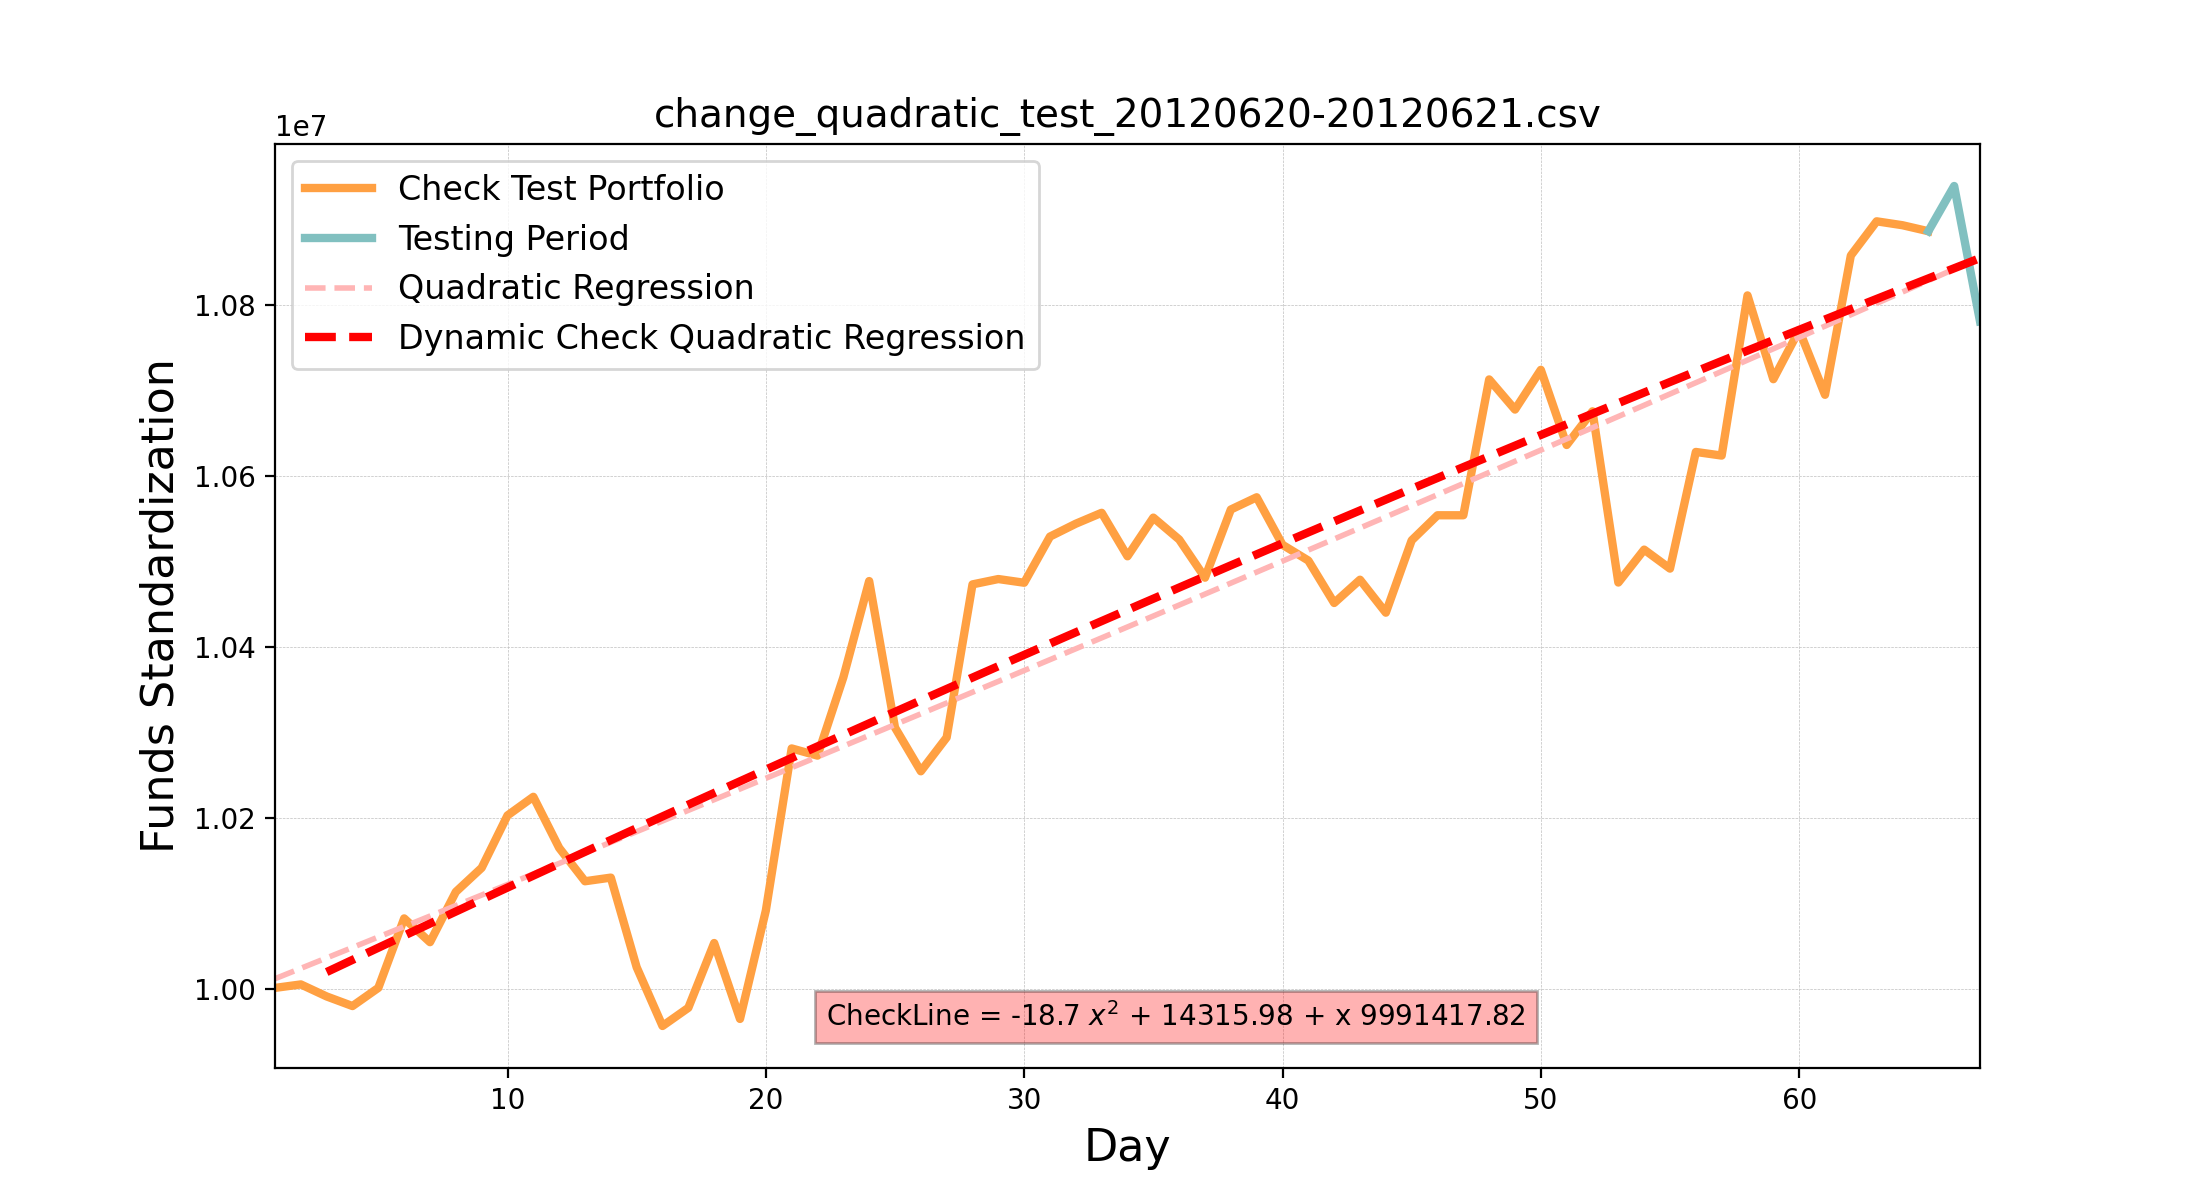 change_quadratic_test_20120620-20120621.csv
1e7
Check Test Portfolio
Testing Period
Quadratic Regression
Dynamic Check Quadratic Regression
1.08
1.06
1.04
1.02
1.00
Funds Standardization
CheckLine = -18.7 x² + 14315.98 + x 9991417.82
10 20 30 40 50 60
Day